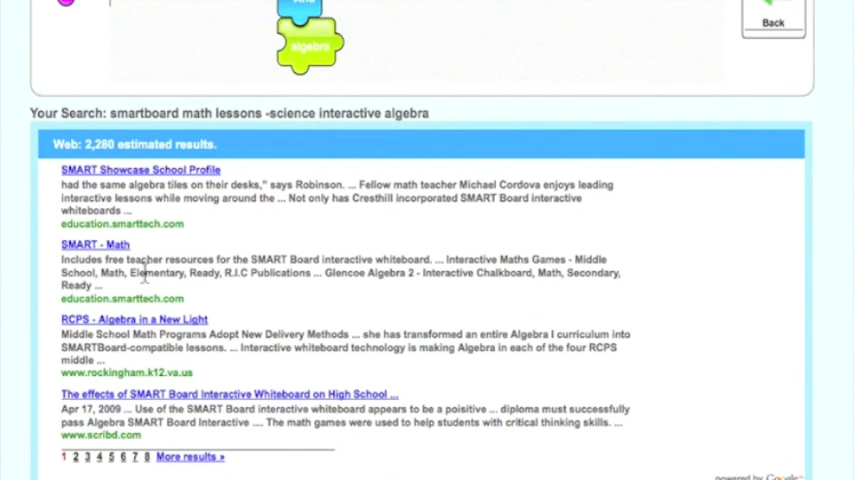 And
algebra
Back
Your Search: smartboard math lessons -science interactive algebra
Web: 2,280 estimated results.
SMART Showcase School Profile
had the same algebra tiles on their desks," says Robinson. ... Fellow math teacher Michael Cordova enjoys leading
interactive lessons while moving around the ... Not only has Cresthill incorporated SMART Board interactive
whiteboards ...
education.smarttech.com
SMART - Math
Includes free teacher resources for the SMART Board interactive whiteboard. ... Interactive Maths Games - Middle
School, Math, Elementary, Ready, R.I.C Publications ... Glencoe Algebra 2 - Interactive Chalkboard, Math, Secondary,
Ready ...
education.smarttech.com
RCPS - Algebra in a New Light
Middle School Math Programs Adopt New Delivery Methods ... she has transformed an entire Algebra I curriculum into
SMARTBoard-compatible lessons. ... Interactive whiteboard technology is making Algebra in each of the four RCPS
middle ...
www.rockingham.k12.va.us
The effects of SMART Board Interactive Whiteboard on High School ...
Apr 17, 2009 ... Use of the SMART Board interactive whiteboard appears to be a poisitive ... diploma must successfully
pass Algebra SMART Board Interactive .... The math games were used to help students with critical thinking skills. ...
www.scribd.com
1 2 3 4 5 6 7 8 More results »
powered by Google™